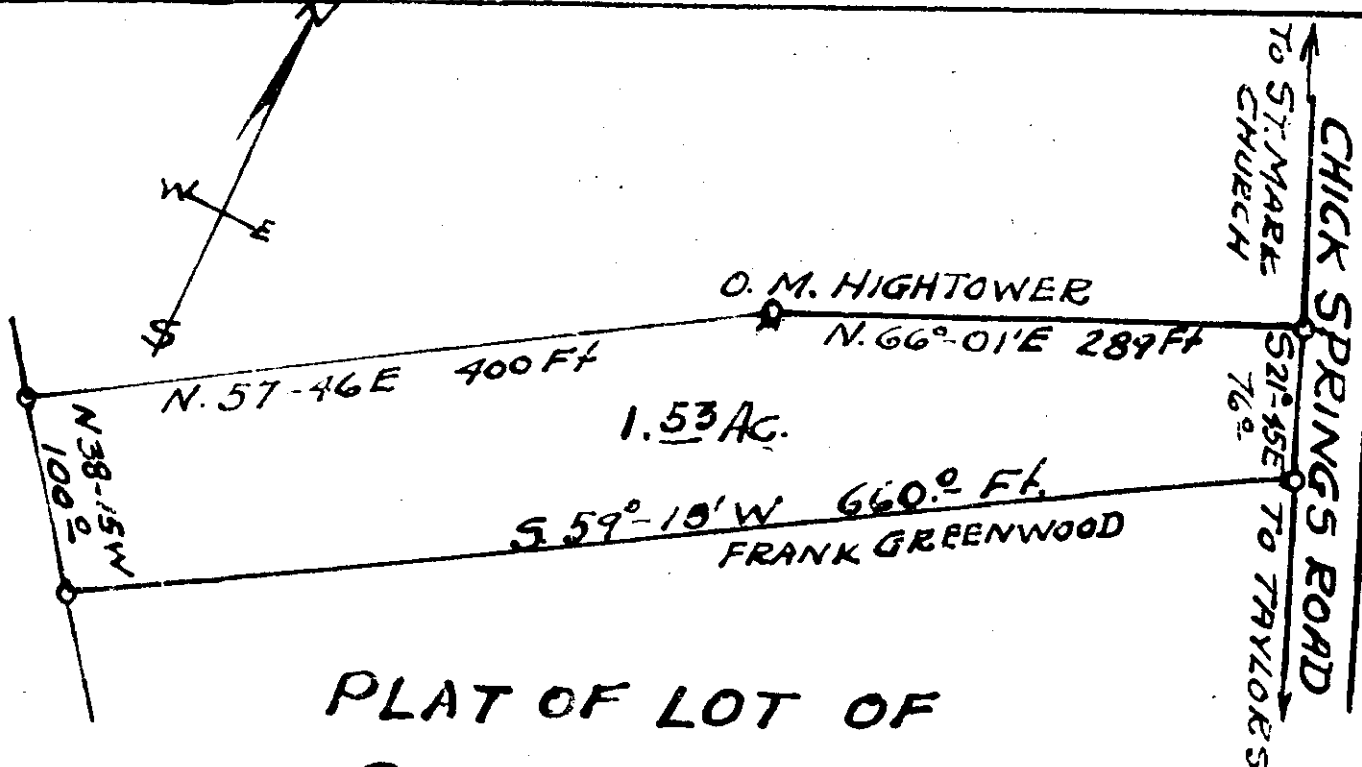 N
W E
S
TO ST. MARK
CHURCH
CHICK SPRINGS ROAD
O. M. HIGHTOWER
N. 66°-01'E 289 Ft
N. 57-46 E 400 Ft
S21°-45E
76.0
TO TAYLORS
1.53 Ac.
N 38-15 W
100.0
S. 59°-18' W 660.0 Ft.
FRANK GREENWOOD
PLAT OF LOT OF